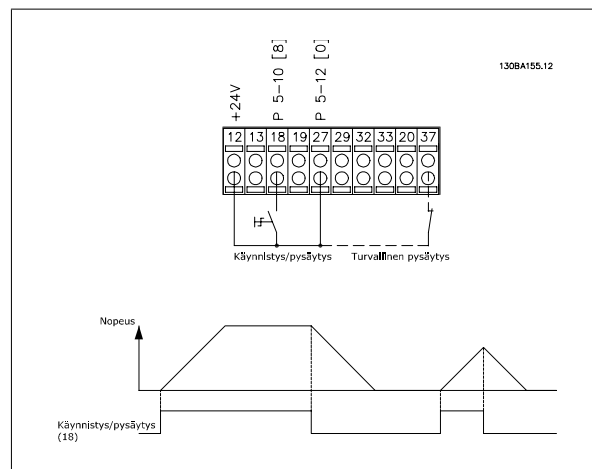 130BA155.12
+24V
P 5-10 [8]
P 5-12 [0]
12 13 18 19 27 29 32 33 20 37
Käynnistys/pysäytys
Turvallinen pysäytys
Nopeus
Käynnistys/pysäytys
(18)